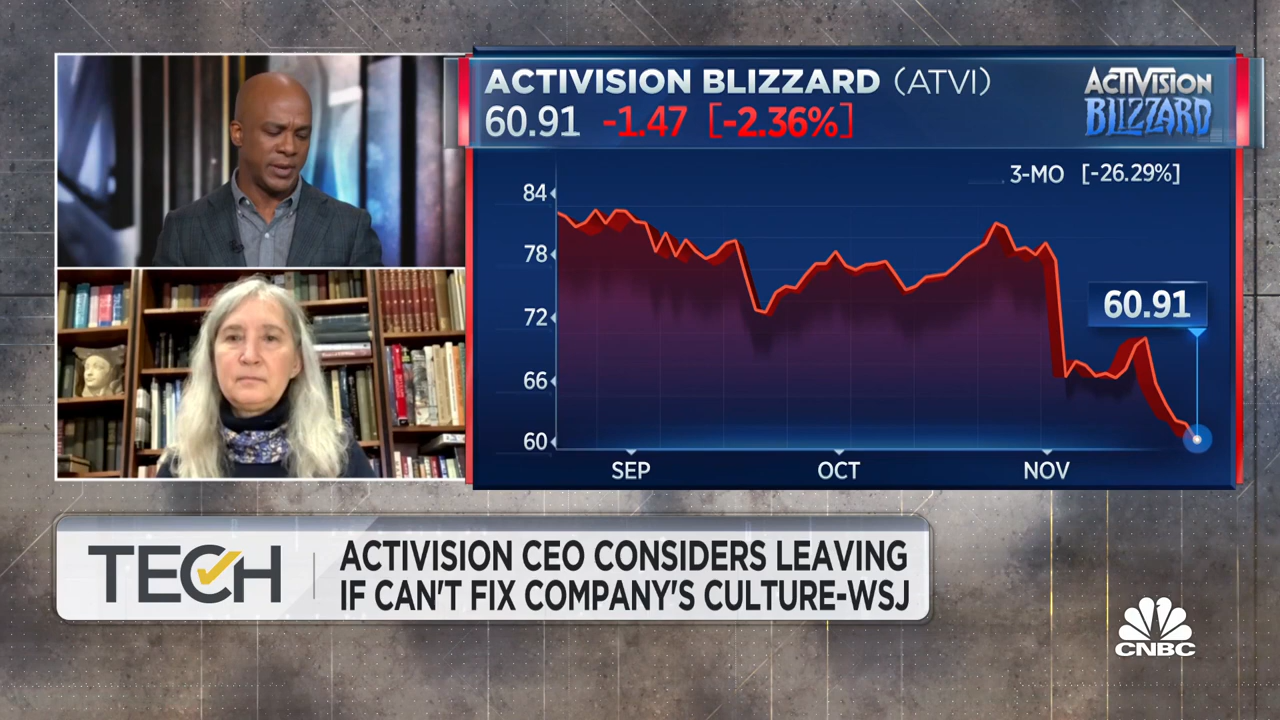 ACTIVISION BLIZZARD (ATVI)
60.91 -1.47 [-2.36%]
ACTIVISION
BLIZZARD
3-MO [-26.29%]
84
78
72
66
60
60.91
SEP OCT NOV
TECH
ACTIVISION CEO CONSIDERS LEAVING
IF CAN'T FIX COMPANY'S CULTURE-WSJ
CNBC